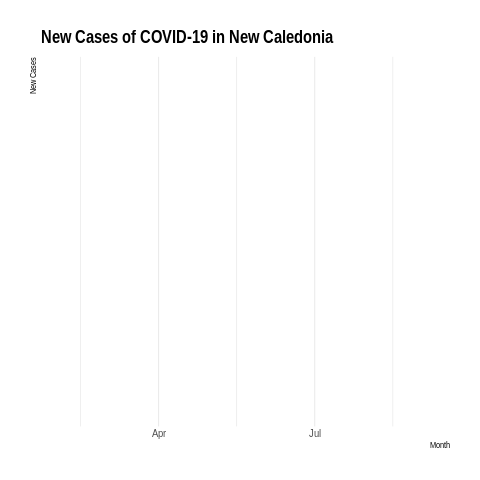 New Cases of COVID-19 in New Caledonia
New Cases
Apr
Jul
Month